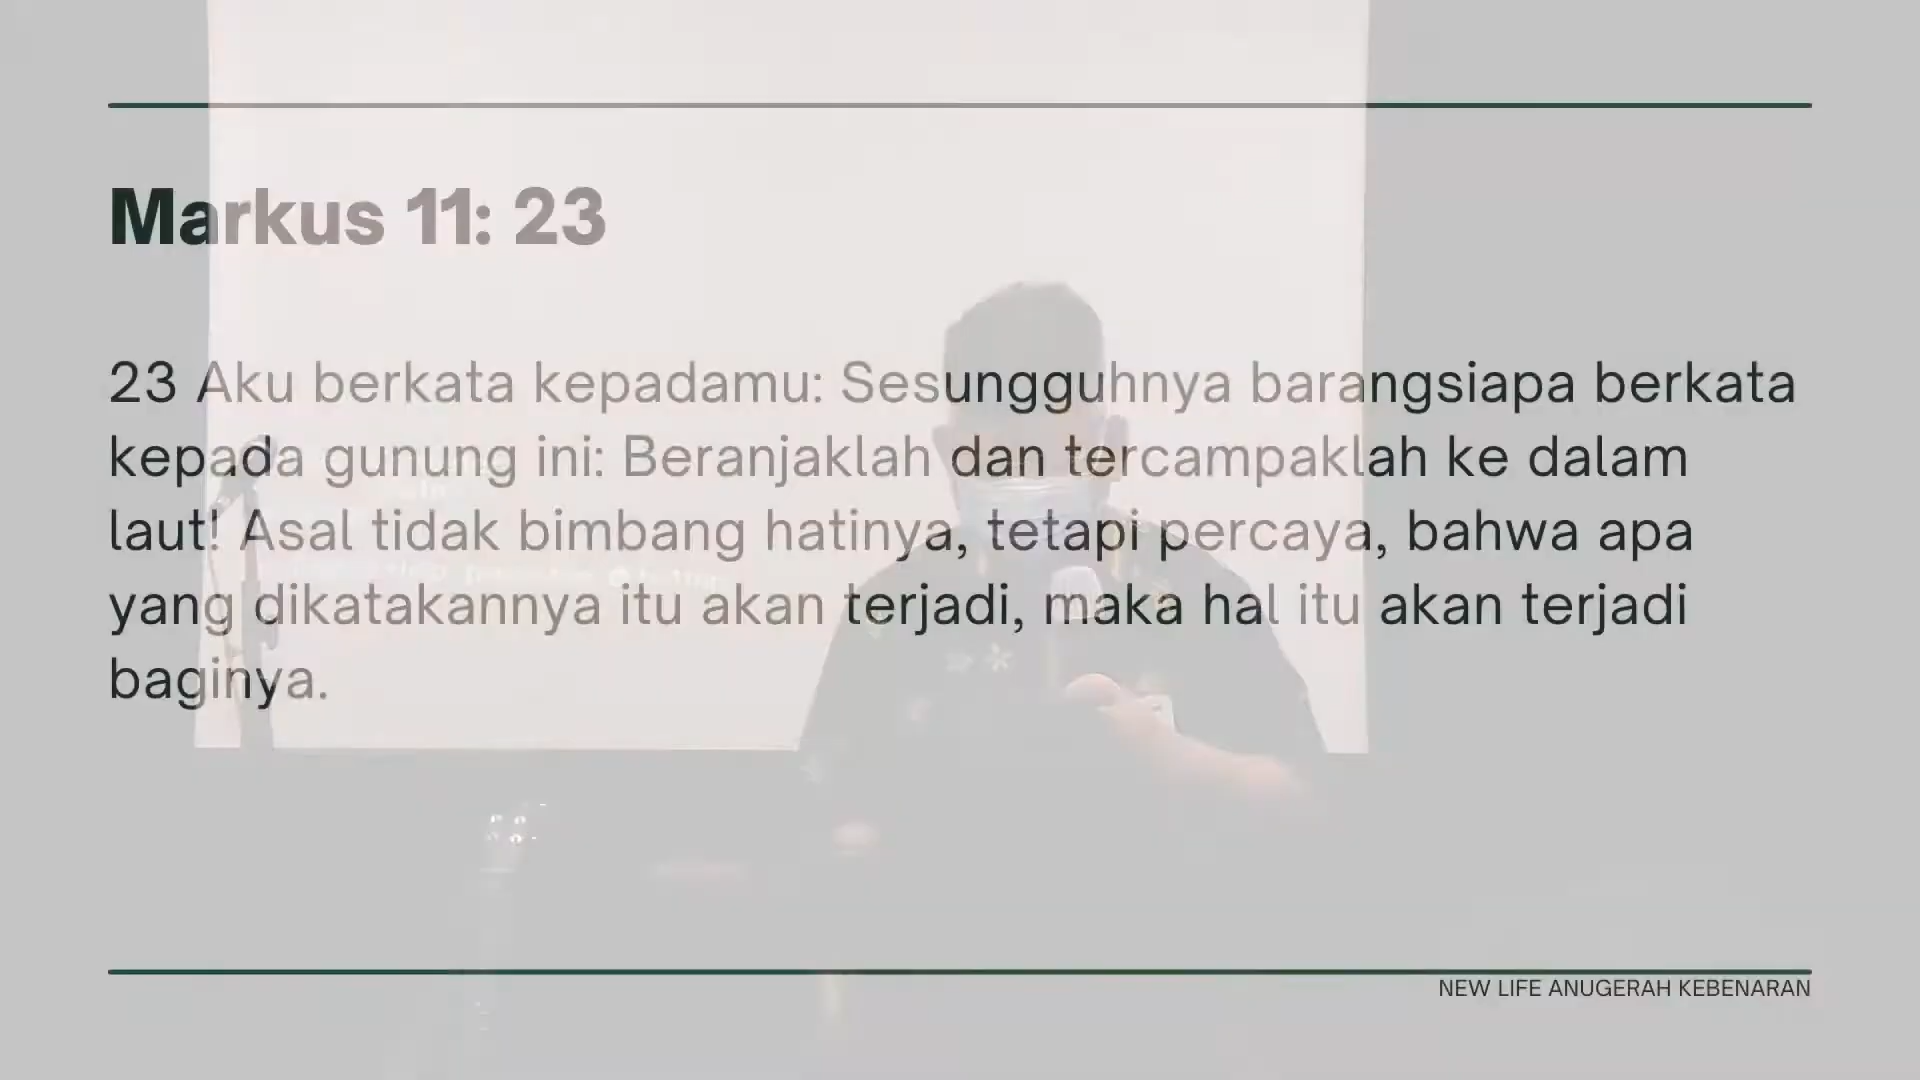 Markus 11: 23
23 Aku berkata kepadamu: Sesungguhnya barangsiapa berkata
kepada gunung ini: Beranjaklah dan tercampaklah ke dalam
laut! Asal tidak bimbang hatinya, tetapi percaya, bahwa apa
yang dikatakannya itu akan terjadi, maka hal itu akan terjadi
baginya.
NEW LIFE ANUGERAH KEBENARAN